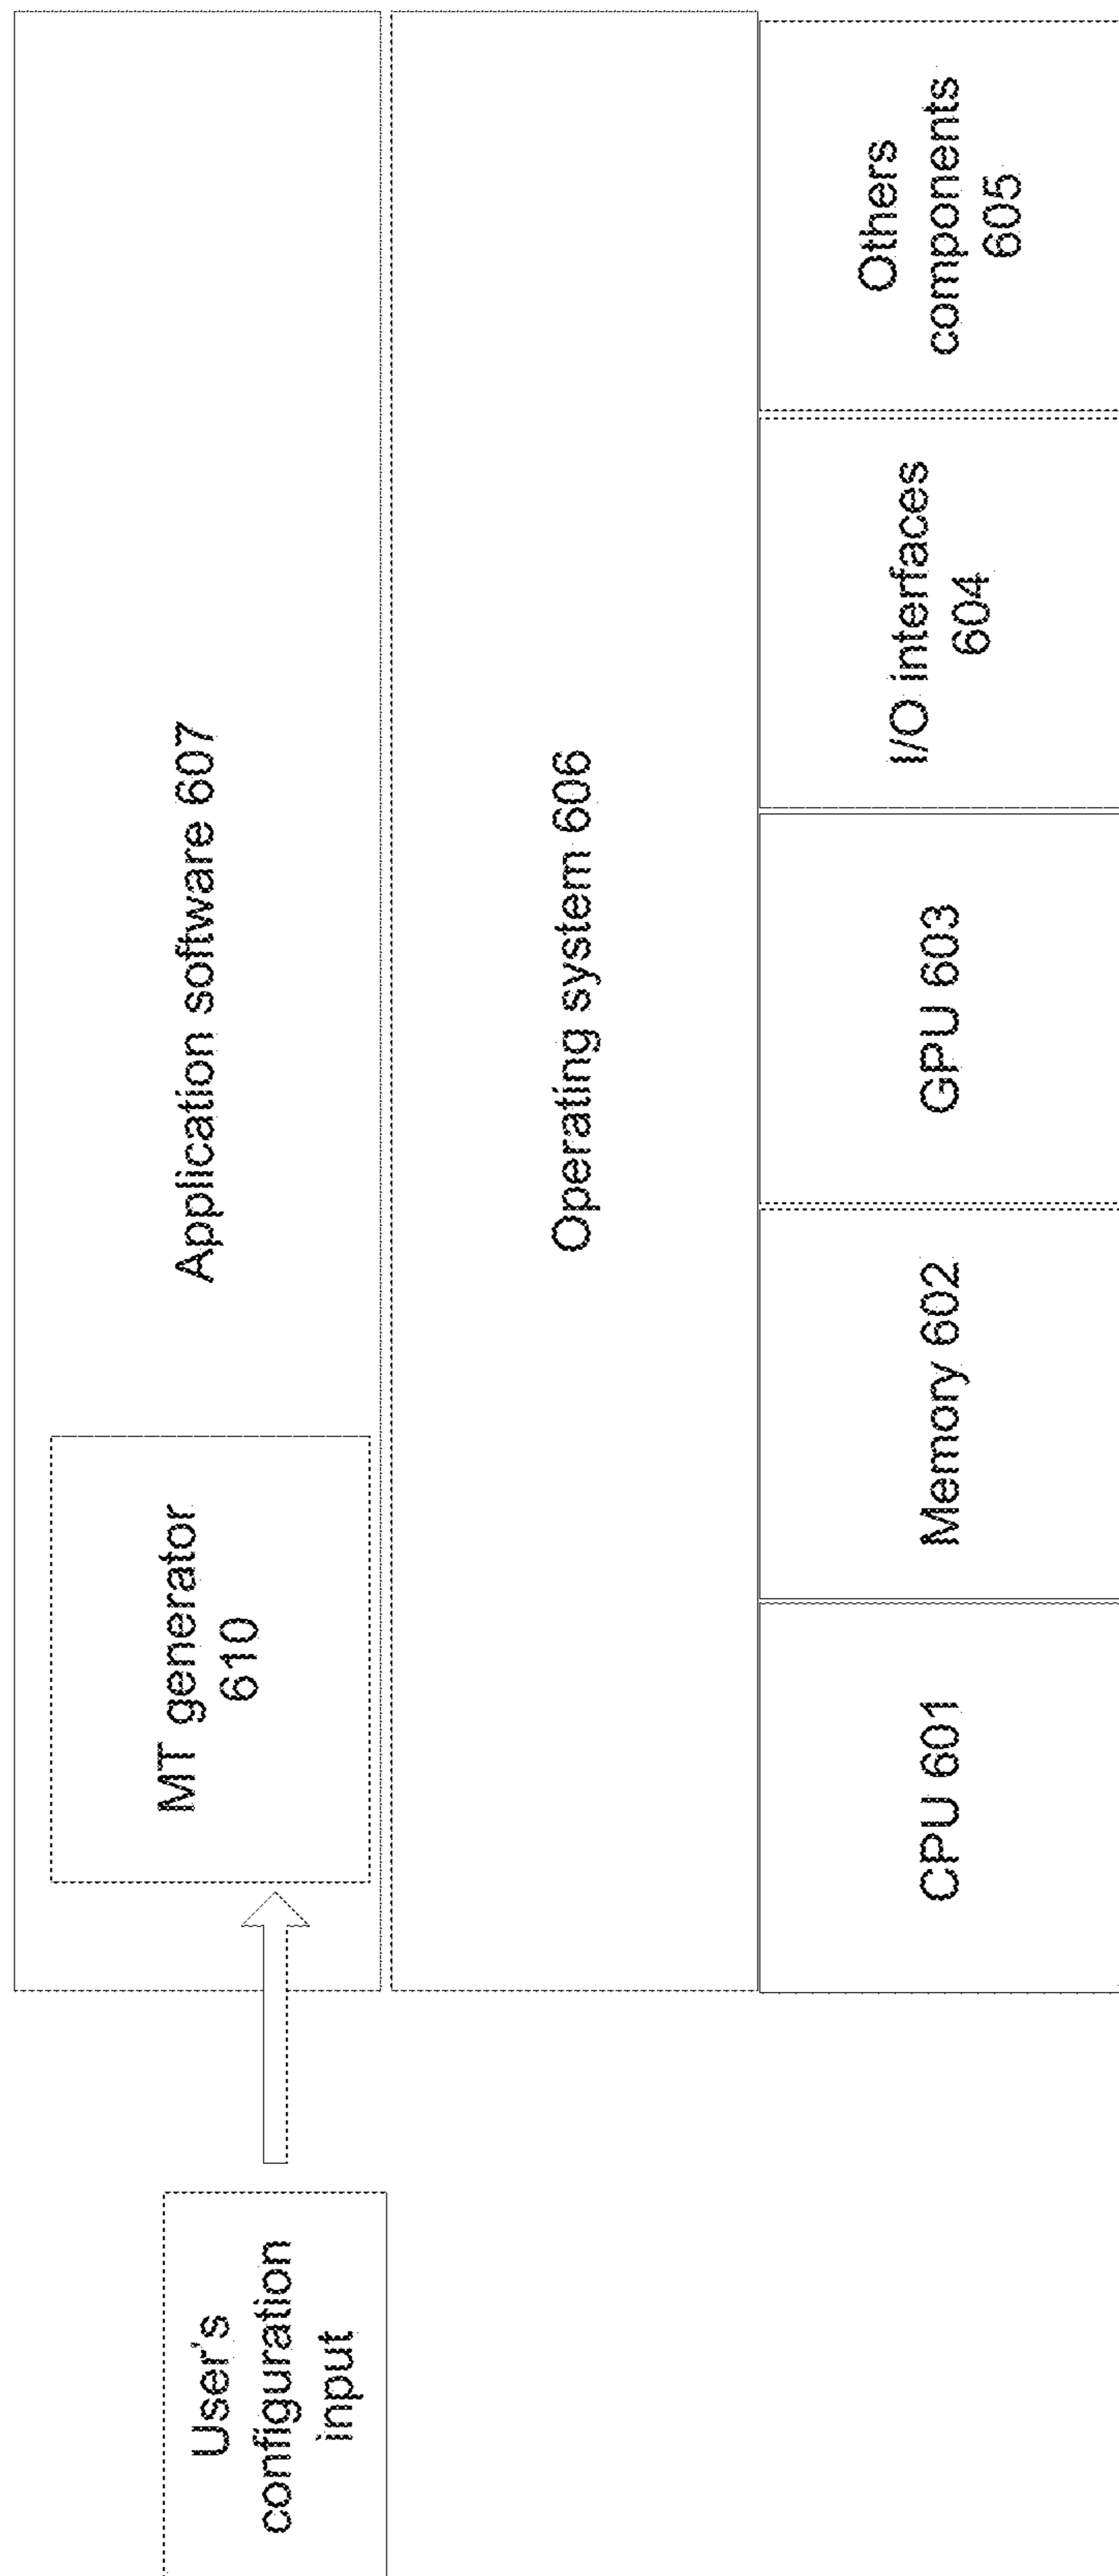 User's
configuration
input
MT generator
610
Application software 607
Operating system 606
CPU 601
Memory 602
GPU 603
I/O interfaces
604
Others
components
605